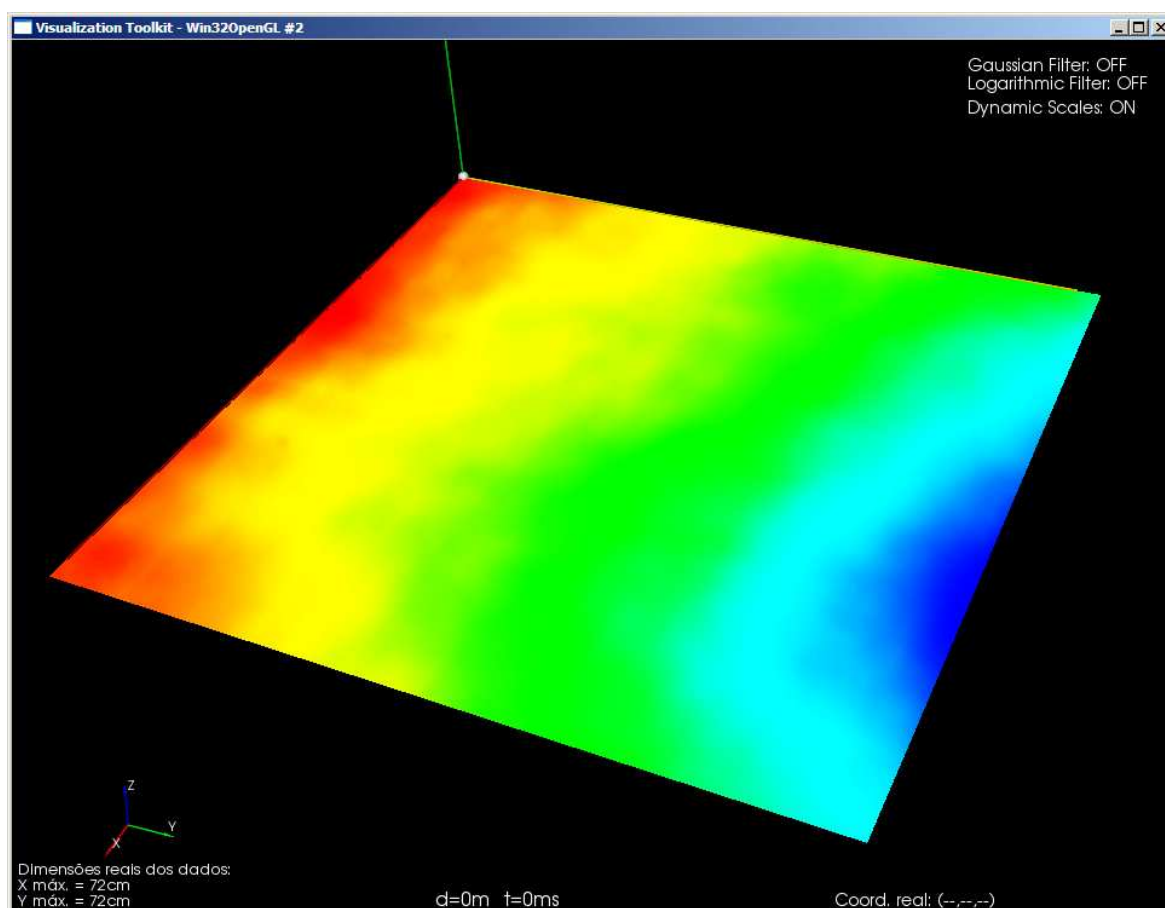 Visualization Toolkit - Win32OpenGL #2
Gaussian Filter: OFF
Logarithmic Filter: OFF
Dynamic Scales: ON
Z
Y
X
Dimensões reais dos dados:
X máx. = 72cm
Y máx. = 72cm
d=0m t=0ms
Coord. real: (--,--,--)